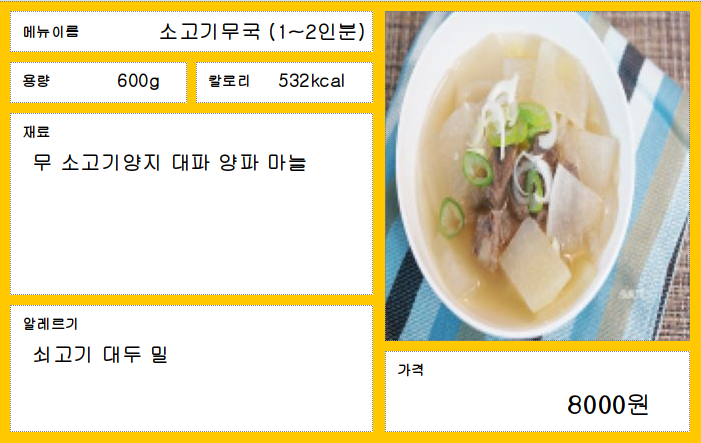 메뉴이름 소고기무국 (1~2인분)
용량 600g 칼로리 532kcal
재료
무 소고기양지 대파 양파 마늘
알레르기
쇠고기 대두 밀
가격
8000원